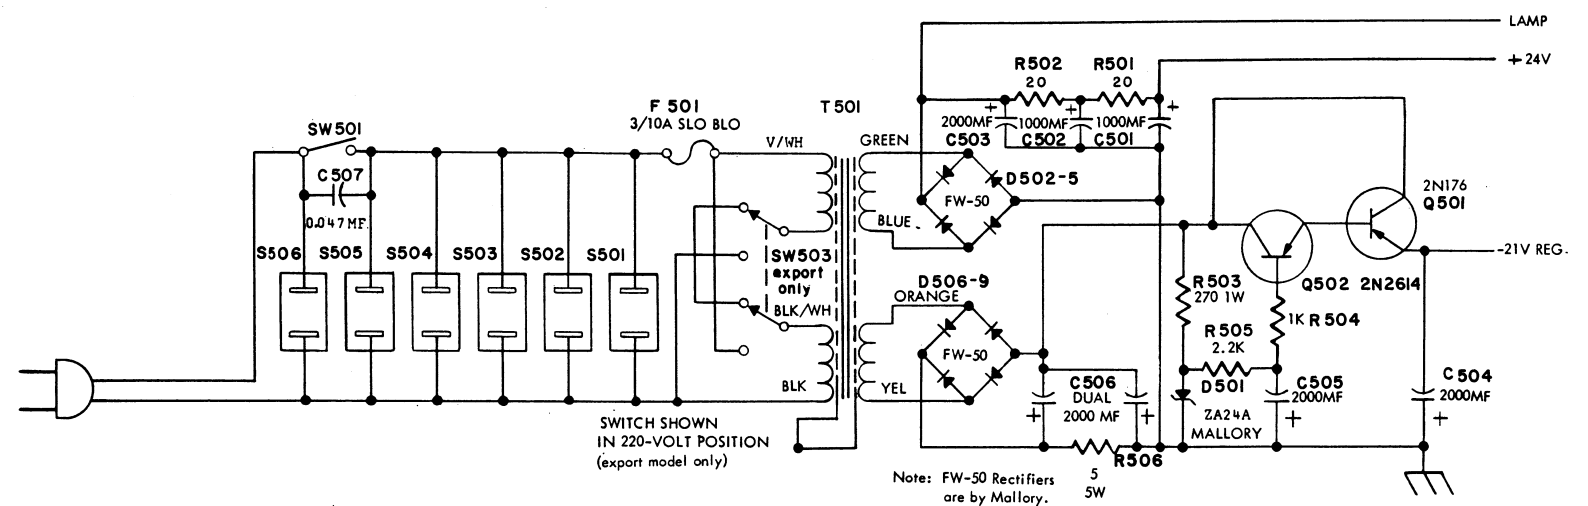 LAMP
+ 24V
R502
20
R501
20
F 501
3/10A SLO BLO
T 501
SW501
V/WH
GREEN
2000MF
1000MF
1000MF
C503
C502
C501
C507
0.047 MF.
D502-5
FW-50
2N176
Q501
BLUE
S506
S505
S504
S503
S502
S501
SW503
export
only
-21V REG.
D506-9
ORANGE
R503
270 1W
Q502 2N2614
BLK/WH
1K R504
R505
2.2K
FW-50
BLK
YEL
C506
DUAL
2000 MF
D501
ZA24A
MALLORY
C505
2000MF
C504
2000MF
+
+
+
+
+
+
+
SWITCH SHOWN
IN 220-VOLT POSITION
(export model only)
R506
5
5W
Note: FW-50 Rectifiers
are by Mallory.